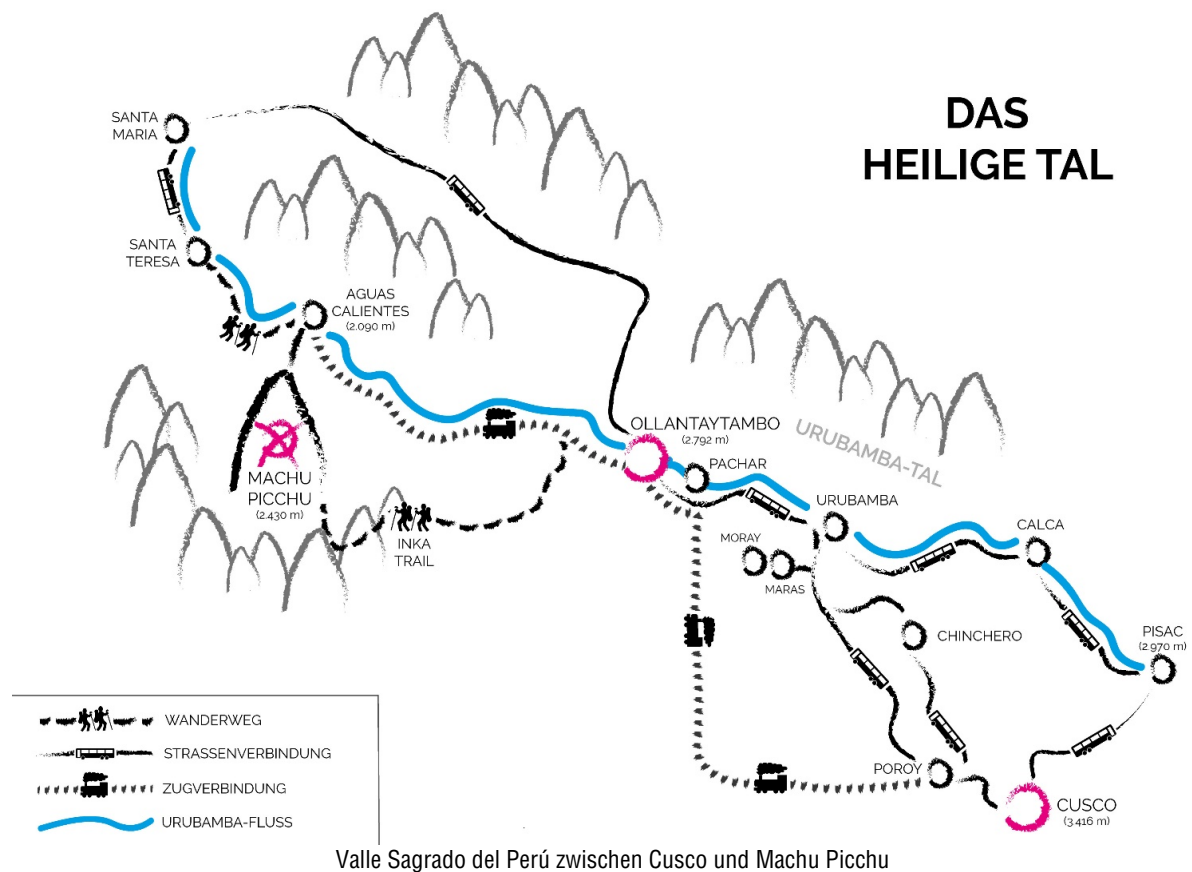 DAS
HEILIGE TAL
SANTA
MARIA
SANTA
TERESA
AGUAS
CALIENTES
(2.090 m)
MACHU
PICCHU
(2.430 m)
INKA
TRAIL
OLLANTAYTAMBO
(2.792 m)
PACHAR
URUBAMBA-TAL
URUBAMBA
MORAY
MARAS
CALCA
CHINCHERO
PISAC
(2 970 m)
POROY
CUSCO
(3 416 m)
WANDERWEG
STRASSENVERBINDUNG
ZUGVERBINDUNG
URUBAMBA-FLUSS
Valle Sagrado del Perú zwischen Cusco und Machu Picchu